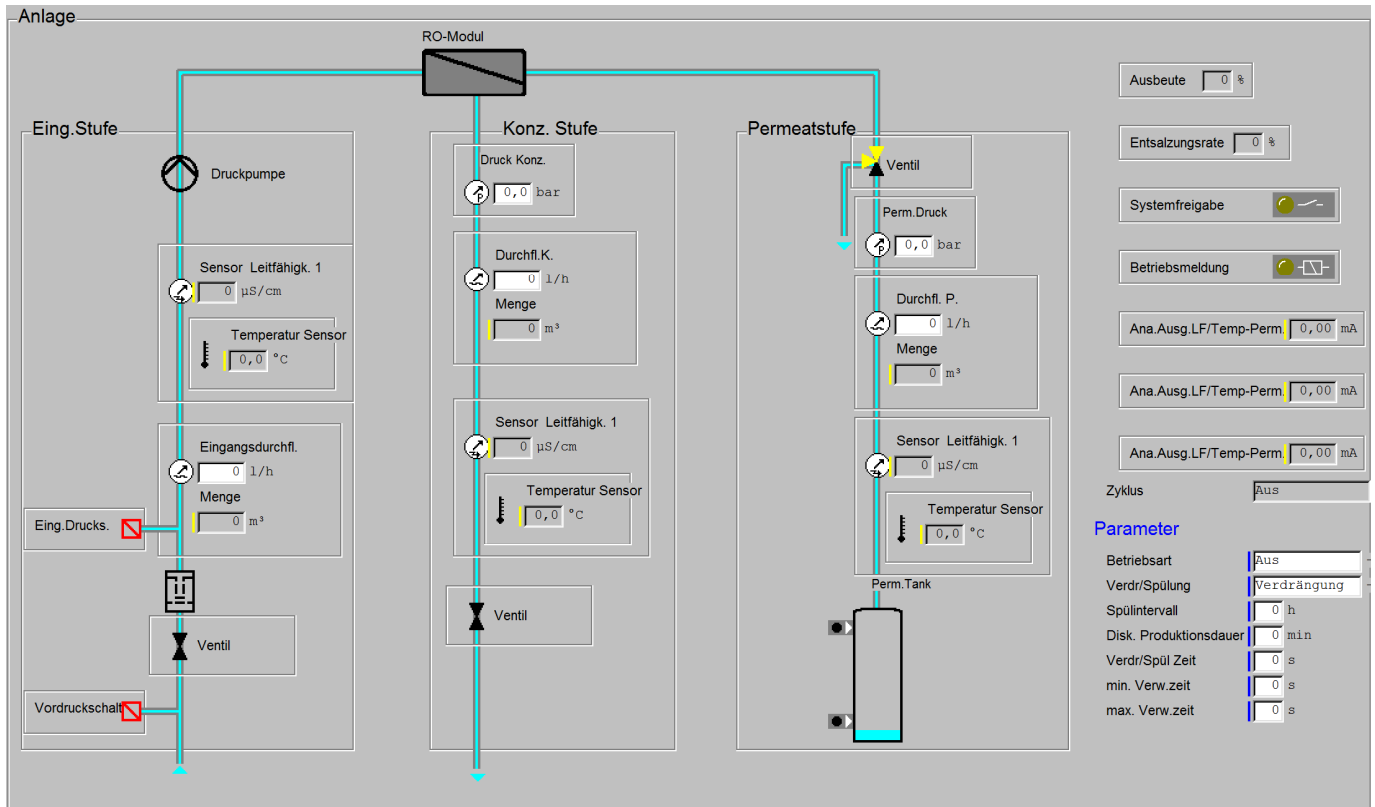 Anlage
RO-Modul
Eing.Stufe
Druckpumpe
Sensor Leitfähigk. 1
0 µS/cm
Temperatur Sensor
0,0 °C
Eingangsdurchfl.
0 l/h
Menge
0 m³
Eing.Drucks.
Ventil
Vordruckschalt
Konz. Stufe
Druck Konz.
P 0,0 bar
Durchfl.K.
0 l/h
Menge
0 m³
Sensor Leitfähigk. 1
0 µS/cm
Temperatur Sensor
0,0 °C
Ventil
Permeatstufe
Ventil
Perm.Druck
P 0,0 bar
Durchfl. P.
0 l/h
Menge
0 m³
Sensor Leitfähigk. 1
0 µS/cm
Temperatur Sensor
0,0 °C
Perm.Tank
Ausbeute 0 %
Entsalzungsrate 0 %
Systemfreigabe
Betriebsmeldung
Ana.Ausg.LF/Temp-Perm. 0,00 mA
Ana.Ausg.LF/Temp-Perm. 0,00 mA
Ana.Ausg.LF/Temp-Perm. 0,00 mA
Zyklus Aus
Parameter
Betriebsart Aus
Verdr/Spülung Verdrängung
Spülintervall 0 h
Disk. Produktionsdauer 0 min
Verdr/Spül Zeit 0 s
min. Verw.zeit 0 s
max. Verw.zeit 0 s